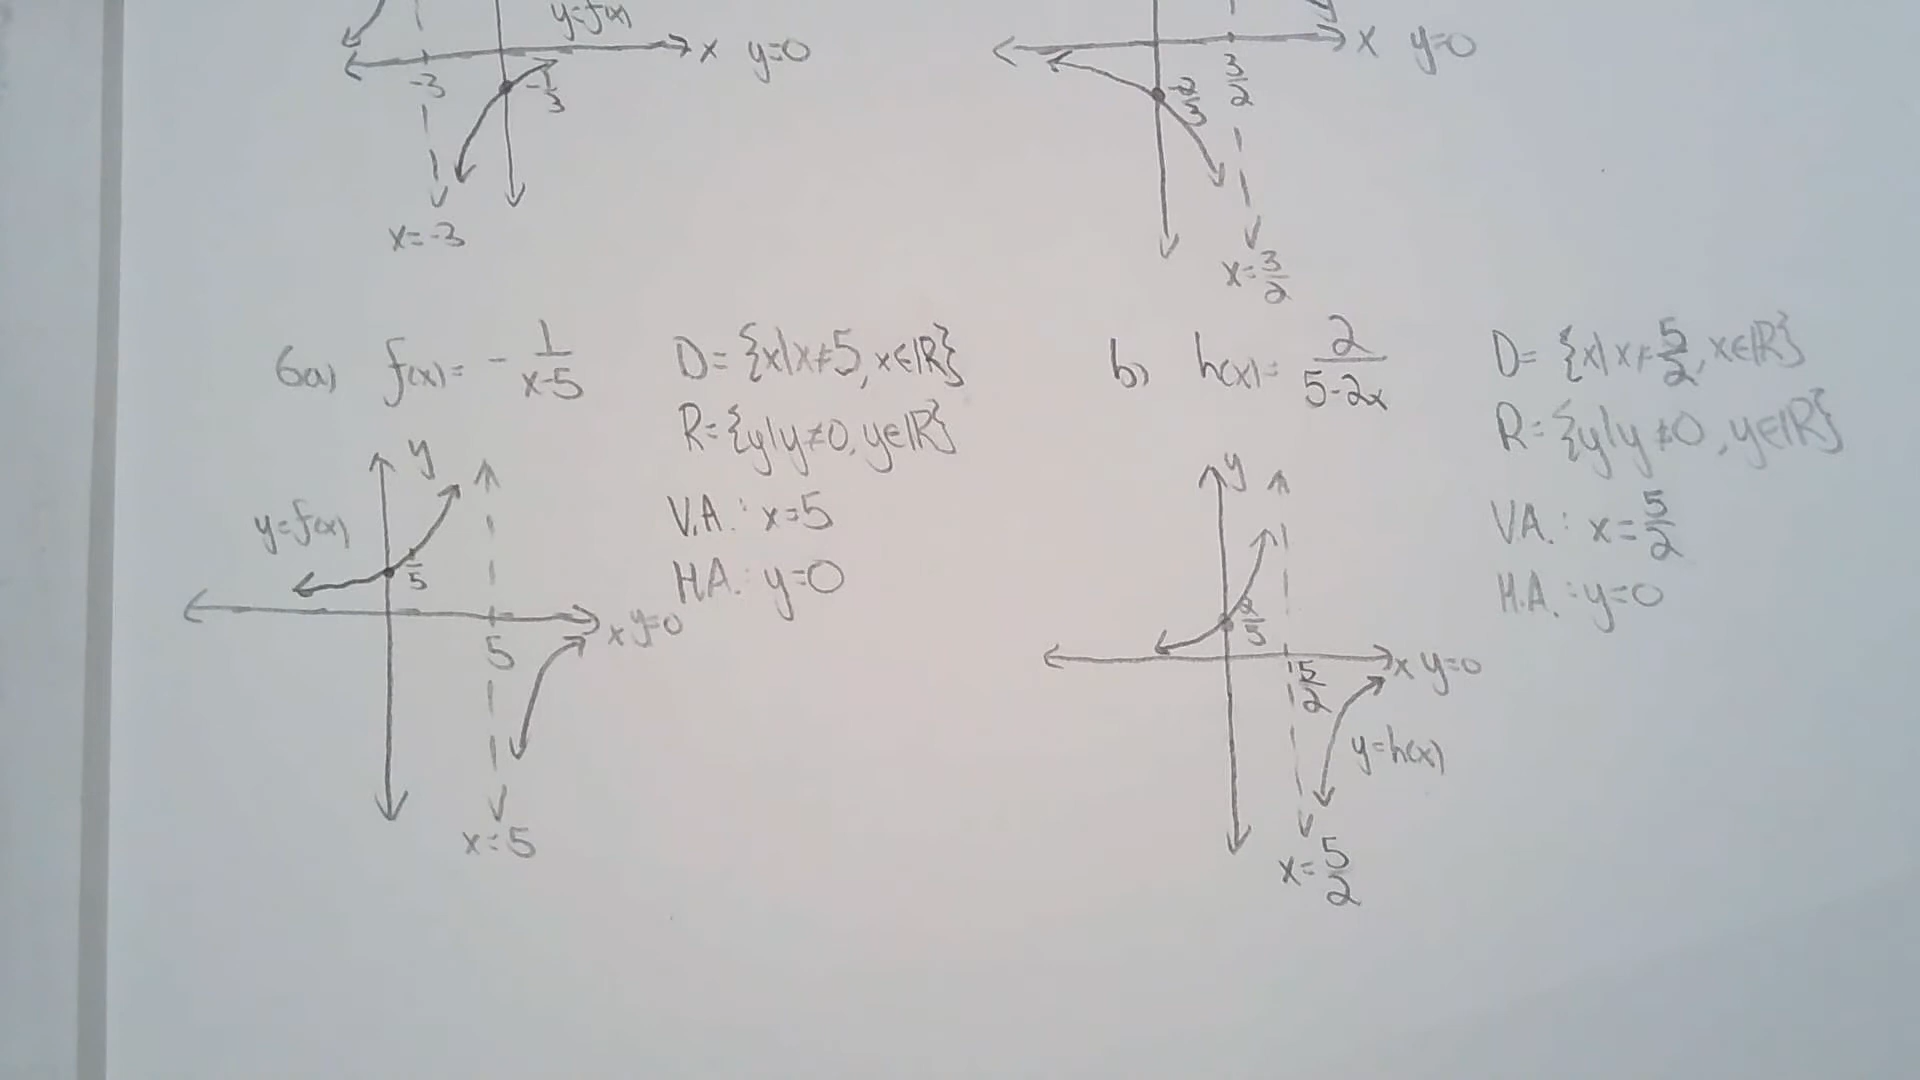 y=f(x)
x y=0
-3
-1/3
x=-3
x y=0
3/2
-2/3
x=3/2
6a) f(x)= - 1/(x-5)
D= {x|x≠5, x∈ℝ}
R= {y|y≠0, y∈ℝ}
V.A.: x=5
H.A.: y=0
y
y=f(x)
1/5
5
x y=0
x=5
b) h(x)= 2/(5-2x)
D= {x|x≠5/2, x∈ℝ}
R= {y|y≠0, y∈ℝ}
V.A.: x=5/2
H.A.: y=0
y
2/5
x y=0
5/2
y=h(x)
x=5/2